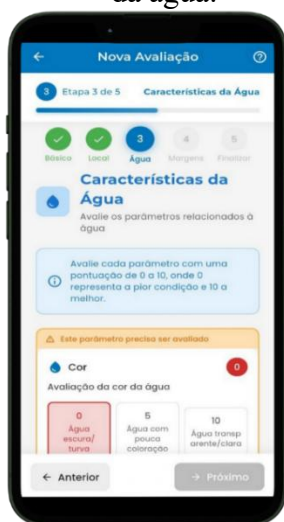 da água.
Nova Avaliação
3 Etapa 3 de 5 Características da Água
3 4 5
Básico Local Água Margens Finalizar
Características da
Água
Avalie os parâmetros relacionados à
água
Avalie cada parâmetro com uma
pontuação de 0 a 10, onde 0
representa a pior condição e 10 a
melhor.
Este parâmetro precisa ser avaliado
Cor 0
Avaliação da cor da água
0 5 10
Água
escura/
turva
Água com
pouca
coloração
Água transp
arente/clara
← Anterior
→ Próximo